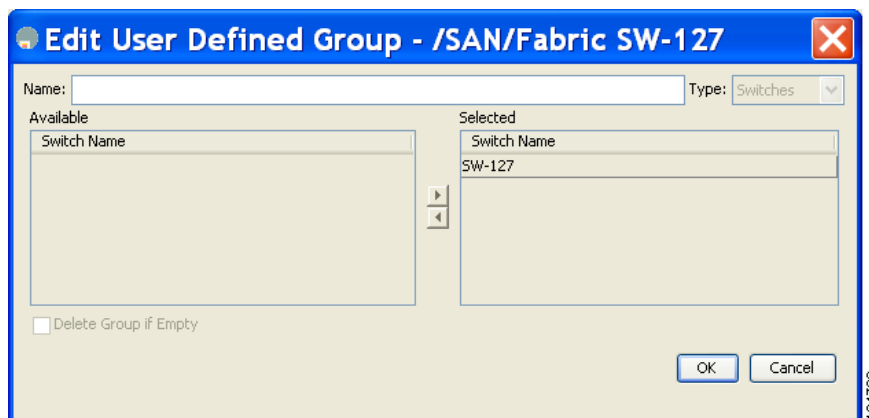 Edit User Defined Group - /SAN/Fabric SW-127
Name: Type: Switches
Available Selected
Switch Name Switch Name
SW-127
Delete Group if Empty
OK Cancel